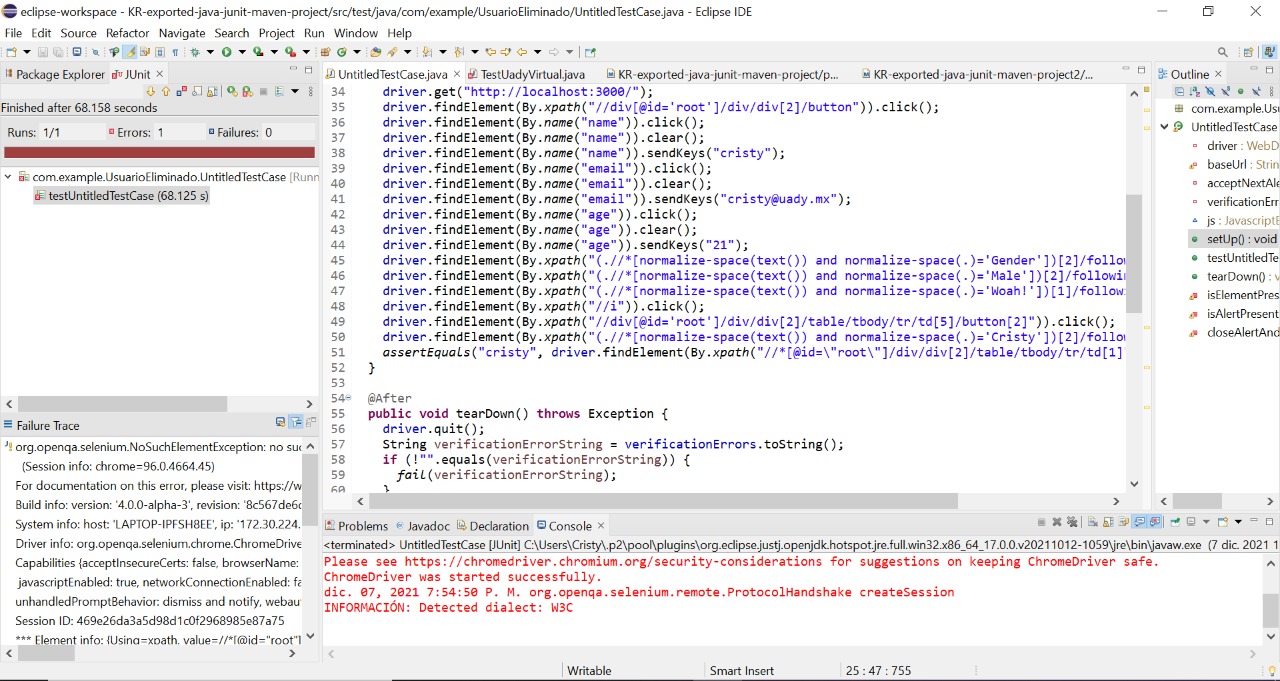 eclipse-workspace - KR-exported-java-junit-maven-project/src/test/java/com/example/UsuarioEliminado/UntitledTestCase.java - Eclipse IDE
File Edit Source Refactor Navigate Search Project Run Window Help
Package Explorer JUnit
Finished after 68.158 seconds
Runs: 1/1 Errors: 1 Failures: 0
com.example.UsuarioEliminado.UntitledTestCase [Runn
testUntitledTestCase (68.125 s)
Failure Trace
org.openqa.selenium.NoSuchElementException: no suc
(Session info: chrome=96.0.4664.45)
For documentation on this error, please visit: https://w
Build info: version: '4.0.0-alpha-3', revision: '8c567de6c
System info: host: 'LAPTOP-IPFSH8EE', ip: '172.30.224.
Driver info: org.openqa.selenium.chrome.ChromeDrive
Capabilities {acceptInsecureCerts: false, browserName:
javascriptEnabled: true, networkConnectionEnabled: fa
unhandledPromptBehavior: dismiss and notify, webau
Session ID: 469e26da3a5d98d1c0f2968985e87a75
*** Element info: {Using=xpath, value=//*[@id="root"]
UntitledTestCase.java TestUadyVirtual.java KR-exported-java-junit-maven-project/p... KR-exported-java-junit-maven-project2/...
34 driver.get("http://localhost:3000/");
35 driver.findElement(By.xpath("//div[@id='root']/div/div[2]/button")).click();
36 driver.findElement(By.name("name")).click();
37 driver.findElement(By.name("name")).clear();
38 driver.findElement(By.name("name")).sendKeys("cristy");
39 driver.findElement(By.name("email")).click();
40 driver.findElement(By.name("email")).clear();
41 driver.findElement(By.name("email")).sendKeys("cristy@uady.mx");
42 driver.findElement(By.name("age")).click();
43 driver.findElement(By.name("age")).clear();
44 driver.findElement(By.name("age")).sendKeys("21");
45 driver.findElement(By.xpath("(.//*[normalize-space(text()) and normalize-space(.)='Gender'])[2]/follow
46 driver.findElement(By.xpath("(.//*[normalize-space(text()) and normalize-space(.)='Male'])[2]/followin
47 driver.findElement(By.xpath("(.//*[normalize-space(text()) and normalize-space(.)='Woah!'])[1]/followi
48 driver.findElement(By.xpath("//i")).click();
49 driver.findElement(By.xpath("//div[@id='root']/div/div[2]/table/tbody/tr/td[5]/button[2]")).click();
50 driver.findElement(By.xpath("(.//*[normalize-space(text()) and normalize-space(.)='Cristy'])[2]/follow
51 assertEquals("cristy", driver.findElement(By.xpath("//*[@id=\"root\"]/div/div[2]/table/tbody/tr/td[1]
52 }
53
54 @After
55 public void tearDown() throws Exception {
56 driver.quit();
57 String verificationErrorString = verificationErrors.toString();
58 if (!"".equals(verificationErrorString)) {
59 fail(verificationErrorString);
60 }
Outline
com.example.Usu
UntitledTestCase
driver : WebD
baseUrl : Strin
acceptNextAle
verificationErr
js : JavascriptE
setUp() : void
testUntitledTe
tearDown() : v
isElementPres
isAlertPresent
closeAlertAnd
Problems Javadoc Declaration Console
<terminated> UntitledTestCase [JUnit] C:\Users\Cristy\.p2\pool\plugins\org.eclipse.justj.openjdk.hotspot.jre.full.win32.x86_64_17.0.0.v20211012-1059\jre\bin\javaw.exe (7 dic. 2021 1
Please see https://chromedriver.chromium.org/security-considerations for suggestions on keeping ChromeDriver safe.
ChromeDriver was started successfully.
dic. 07, 2021 7:54:50 P. M. org.openqa.selenium.remote.ProtocolHandshake createSession
INFORMACIÓN: Detected dialect: W3C
Writable Smart Insert 25 : 47 : 755